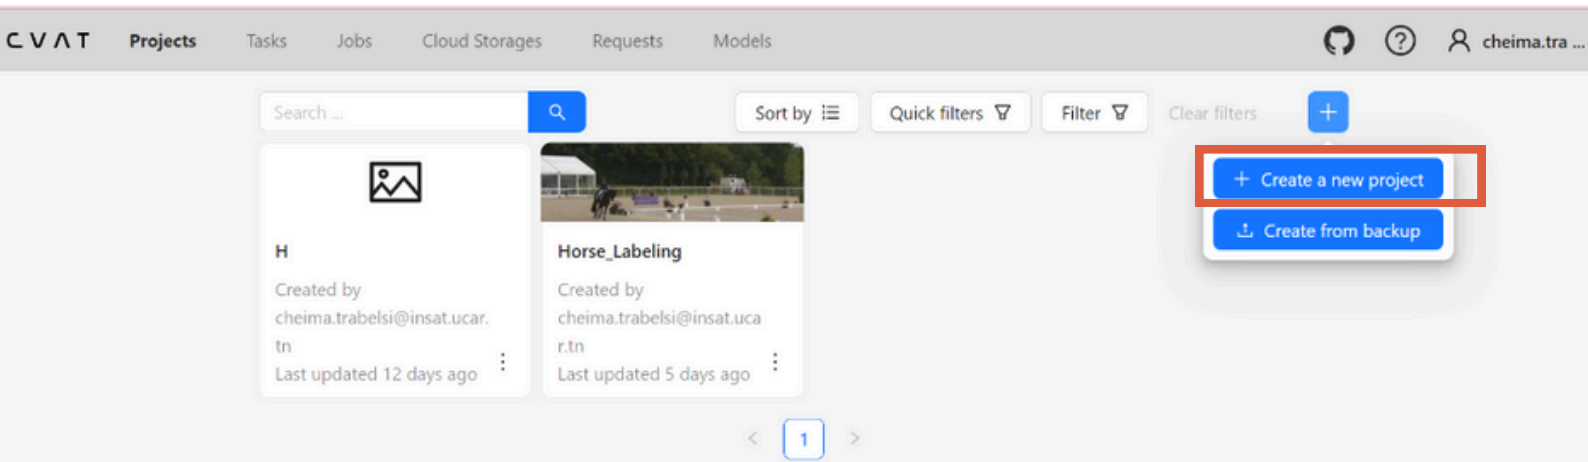 CVAT Projects Tasks Jobs Cloud Storages Requests Models cheima.tra ...
Search ... Sort by Quick filters Filter Clear filters
Create a new project
Create from backup
H
Created by
cheima.trabelsi@insat.ucar.
tn
Last updated 12 days ago
Horse_Labeling
Created by
cheima.trabelsi@insat.uca
r.tn
Last updated 5 days ago
1